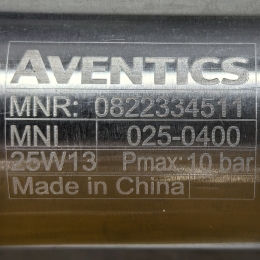 AVENTICS
MNR: 0822334511
MNI 025-0400
25W13 Pmax: 10 bar
Made in China